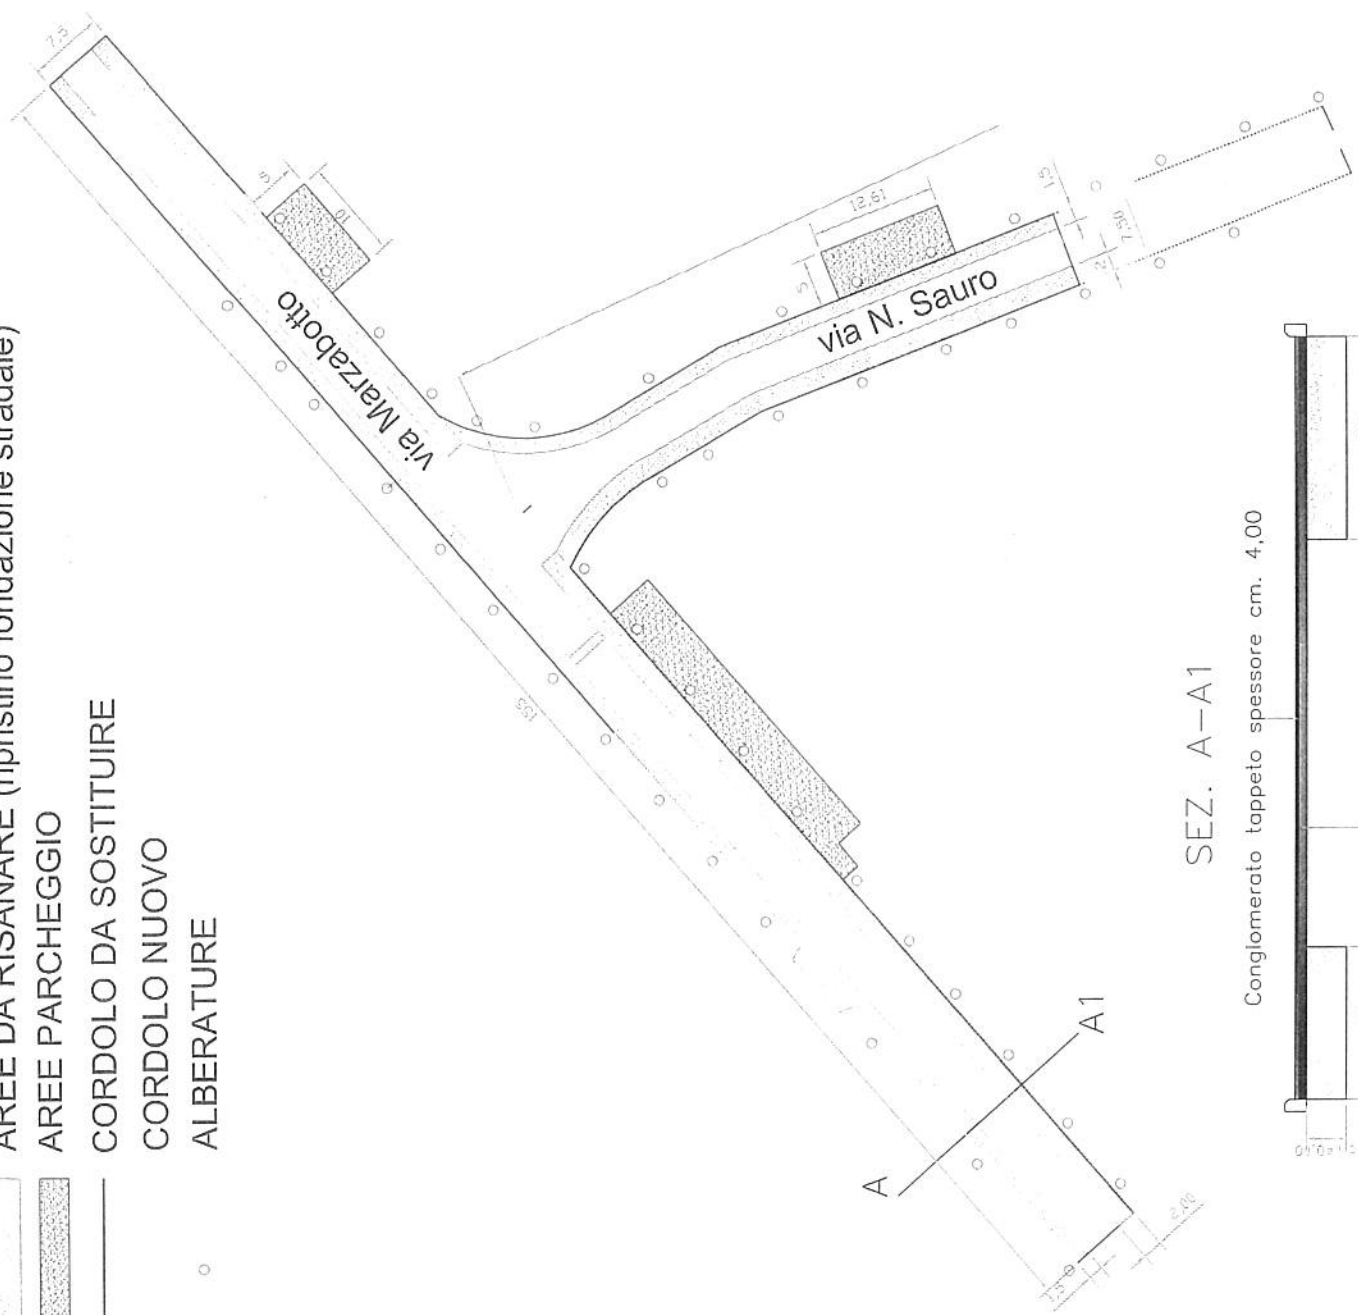 AREE DA RISANARE (ripristino fondazione stradale)
AREE PARCHEGGIO
CORDOLO DA SOSTITUIRE
CORDOLO NUOVO
ALBERATURE
7,5
5
10
via Marzabotto
155
12,61
5
via N. Sauro
1,5
7,50
2
A
A1
1,5
2,00
SEZ. A-A1
Conglomerato tappeto spessore cm. 4,00